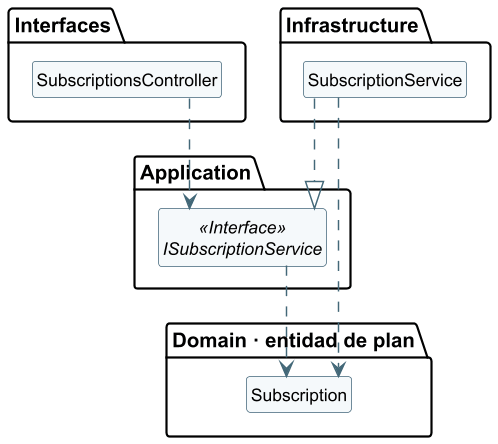 Interfaces
Infrastructure
SubscriptionsController
SubscriptionService
Application
«Interface»
ISubscriptionService
Domain · entidad de plan
Subscription